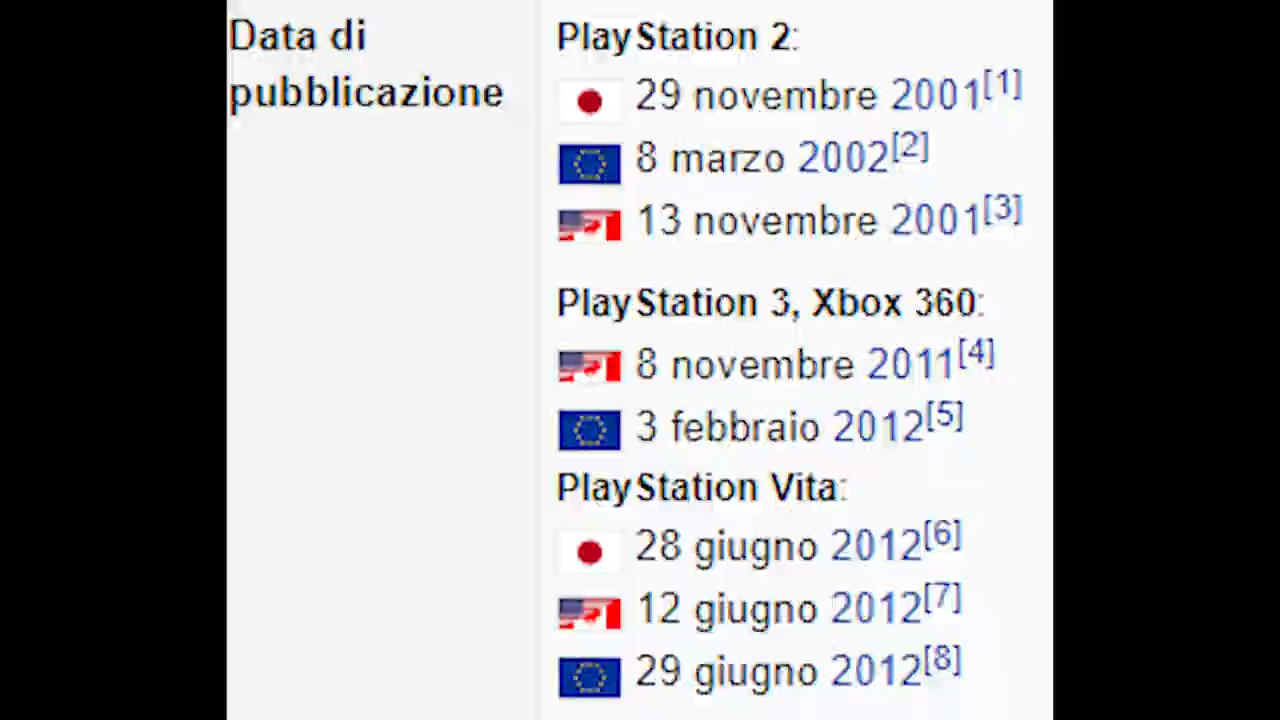 Data di
pubblicazione
PlayStation 2:
29 novembre 2001[1]
8 marzo 2002[2]
13 novembre 2001[3]
PlayStation 3, Xbox 360:
8 novembre 2011[4]
3 febbraio 2012[5]
PlayStation Vita:
28 giugno 2012[6]
12 giugno 2012[7]
29 giugno 2012[8]